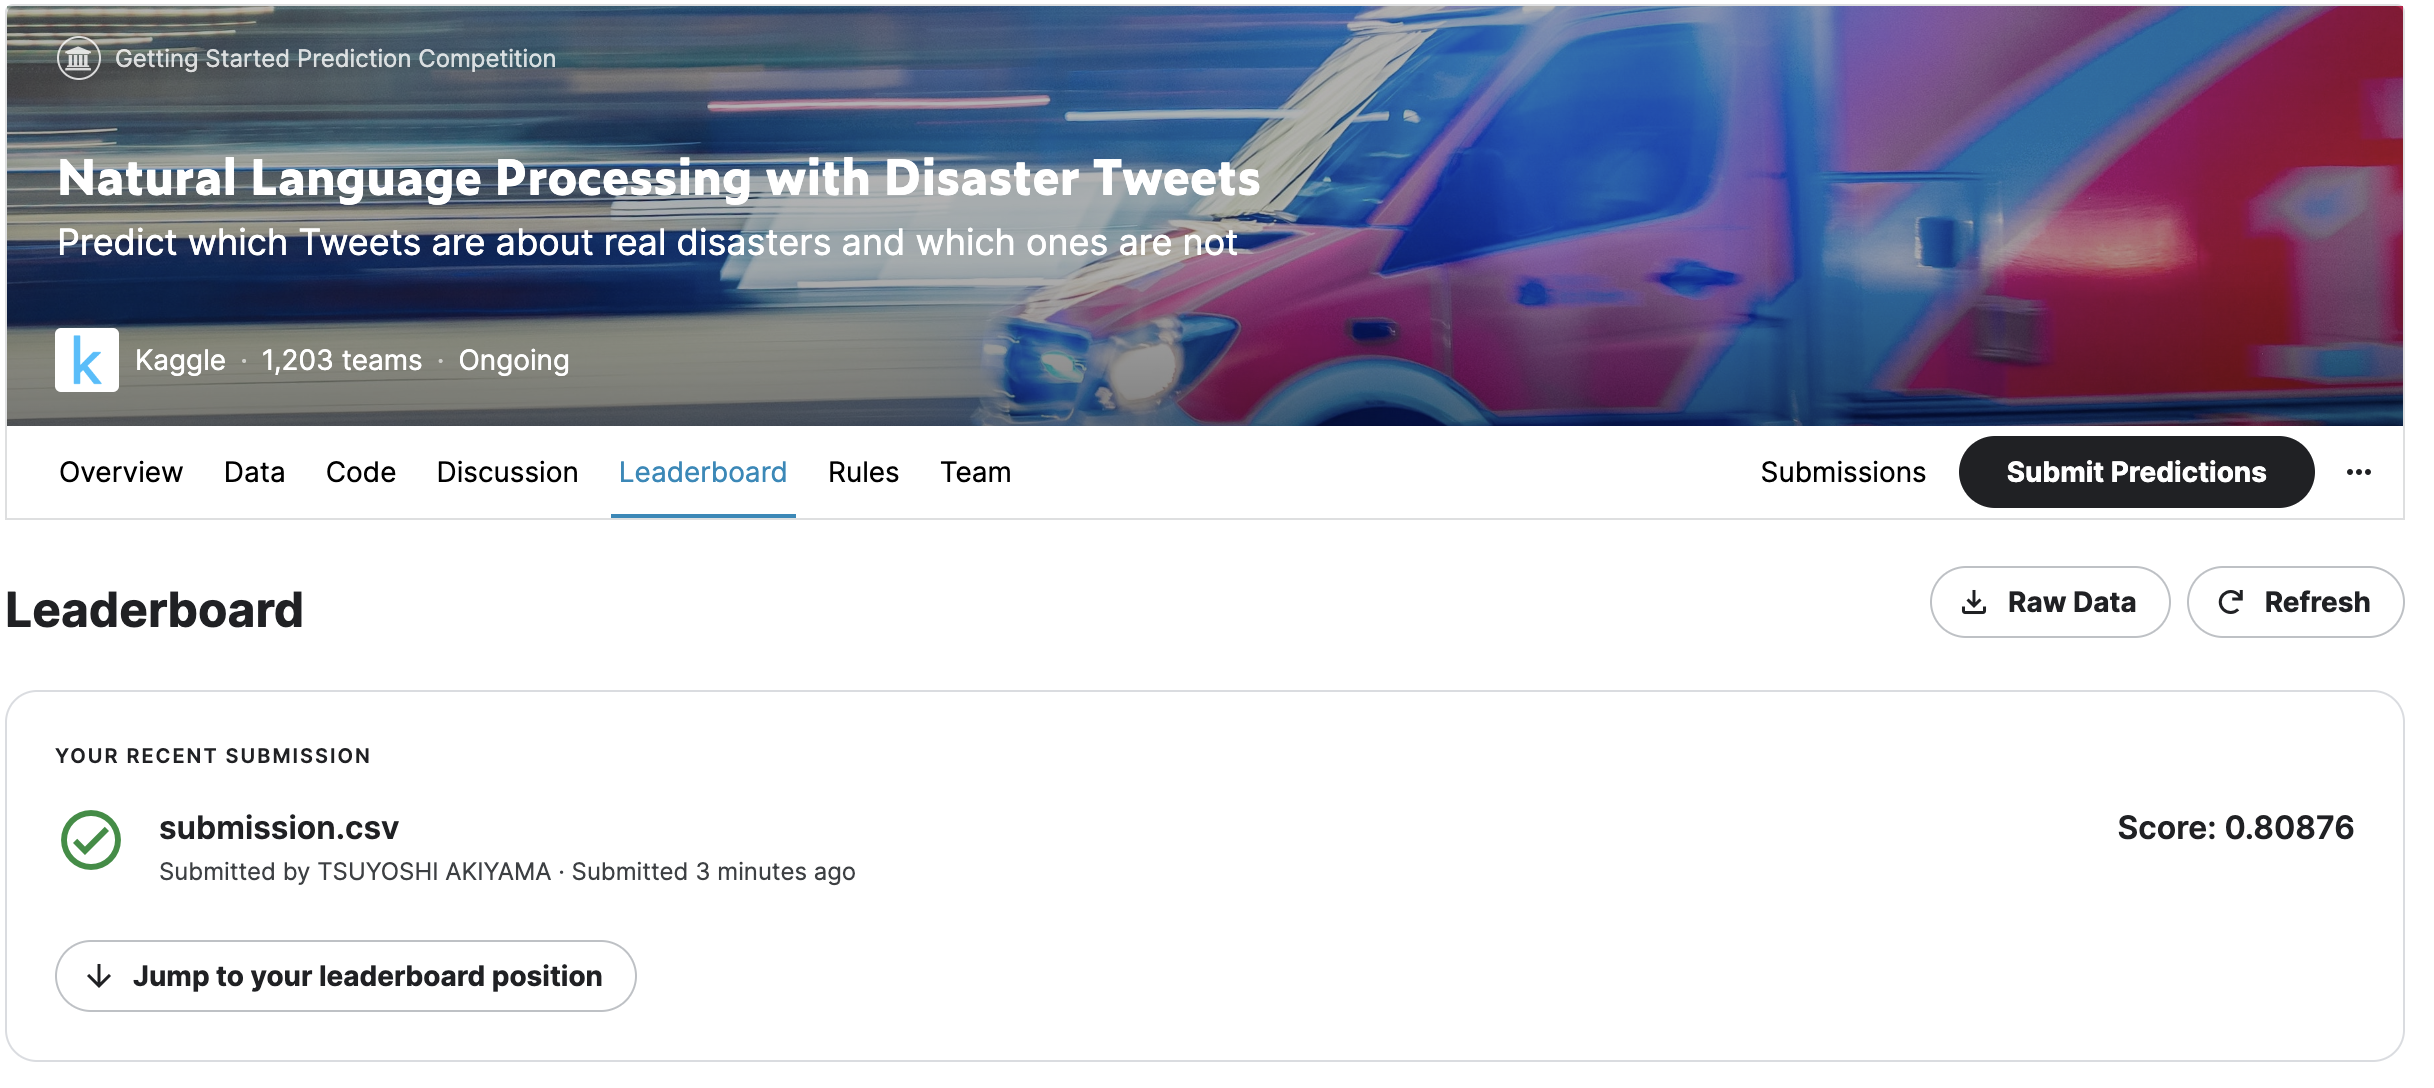 Getting Started Prediction Competition
Natural Language Processing with Disaster Tweets
Predict which Tweets are about real disasters and which ones are not
k
Kaggle · 1,203 teams · Ongoing
Overview Data Code Discussion Leaderboard Rules Team Submissions Submit Predictions
Leaderboard
Raw Data Refresh
YOUR RECENT SUBMISSION
submission.csv Score: 0.80876
Submitted by TSUYOSHI AKIYAMA · Submitted 3 minutes ago
Jump to your leaderboard position